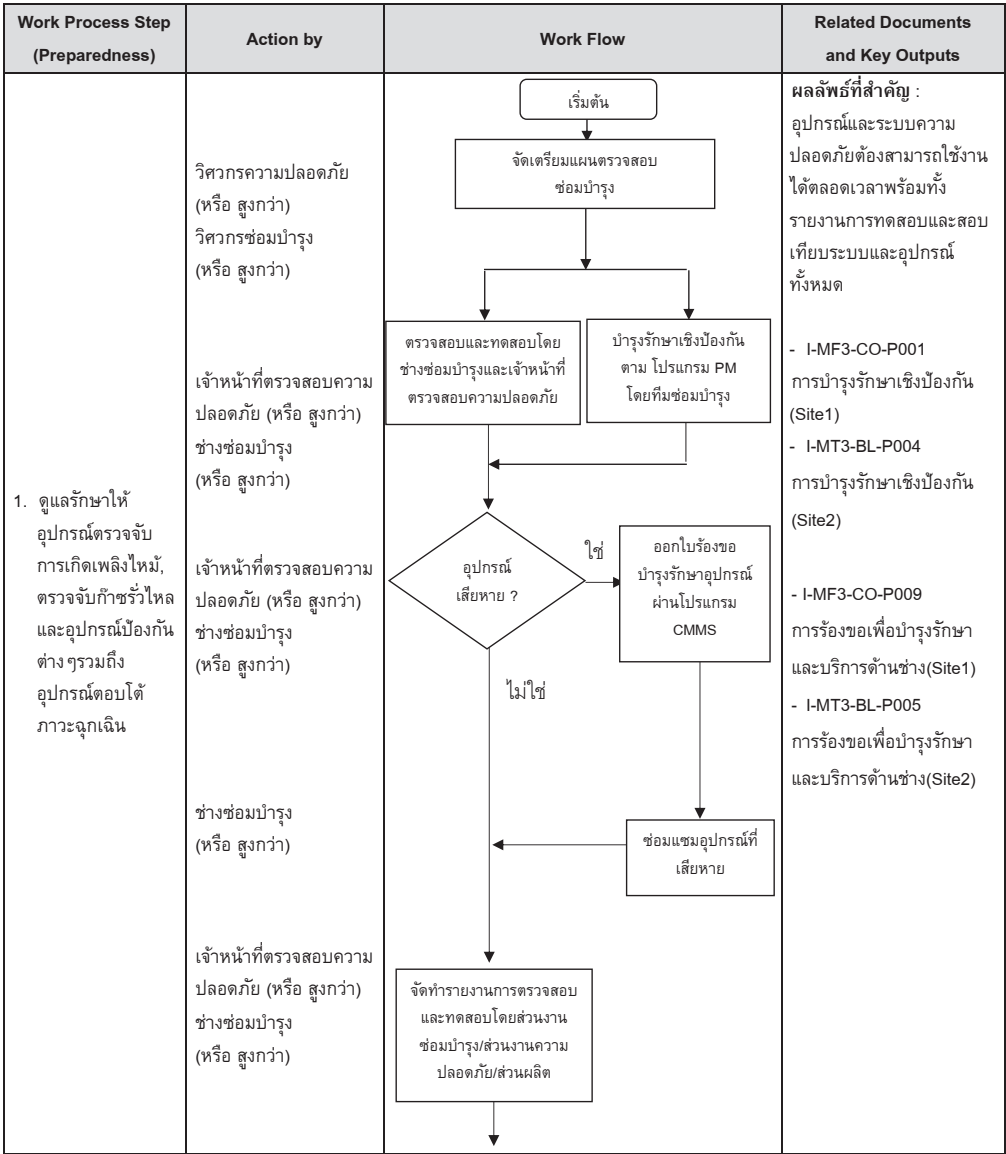 Work Process Step
(Preparedness)
Action by
Work Flow
Related Documents
and Key Outputs
1. ดูแลรักษาให้
อุปกรณ์ตรวจจับ
การเกิดเพลิงไหม้,
ตรวจจับก๊าซรั่วไหล
และอุปกรณ์ป้องกัน
ต่าง ๆรวมถึง
อุปกรณ์ตอบโต้
ภาวะฉุกเฉิน
วิศวกรความปลอดภัย
(หรือ สูงกว่า)
วิศวกรซ่อมบำรุง
(หรือ สูงกว่า)
เจ้าหน้าที่ตรวจสอบความ
ปลอดภัย (หรือ สูงกว่า)
ช่างซ่อมบำรุง
(หรือ สูงกว่า)
เจ้าหน้าที่ตรวจสอบความ
ปลอดภัย (หรือ สูงกว่า)
ช่างซ่อมบำรุง
(หรือ สูงกว่า)
ช่างซ่อมบำรุง
(หรือ สูงกว่า)
เจ้าหน้าที่ตรวจสอบความ
ปลอดภัย (หรือ สูงกว่า)
ช่างซ่อมบำรุง
(หรือ สูงกว่า)
เริ่มต้น
จัดเตรียมแผนตรวจสอบ
ซ่อมบำรุง
ตรวจสอบและทดสอบโดย
ช่างซ่อมบำรุงและเจ้าหน้าที่
ตรวจสอบความปลอดภัย
บำรุงรักษาเชิงป้องกัน
ตาม โปรแกรม PM
โดยทีมซ่อมบำรุง
อุปกรณ์
เสียหาย ?
ใช่
ออกใบร้องขอ
บำรุงรักษาอุปกรณ์
ผ่านโปรแกรม
CMMS
ไม่ใช่
ซ่อมแซมอุปกรณ์ที่
เสียหาย
จัดทำรายงานการตรวจสอบ
และทดสอบโดยส่วนงาน
ซ่อมบำรุง/ส่วนงานความ
ปลอดภัย/ส่วนผลิต
ผลลัพธ์ที่สำคัญ :
อุปกรณ์และระบบความ
ปลอดภัยต้องสามารถใช้งาน
ได้ตลอดเวลาพร้อมทั้ง
รายงานการทดสอบและสอบ
เทียบระบบและอุปกรณ์
ทั้งหมด
- I-MF3-CO-P001
การบำรุงรักษาเชิงป้องกัน
(Site1)
- I-MT3-BL-P004
การบำรุงรักษาเชิงป้องกัน
(Site2)
- I-MF3-CO-P009
การร้องขอเพื่อบำรุงรักษา
และบริการด้านช่าง(Site1)
- I-MT3-BL-P005
การร้องขอเพื่อบำรุงรักษา
และบริการด้านช่าง(Site2)